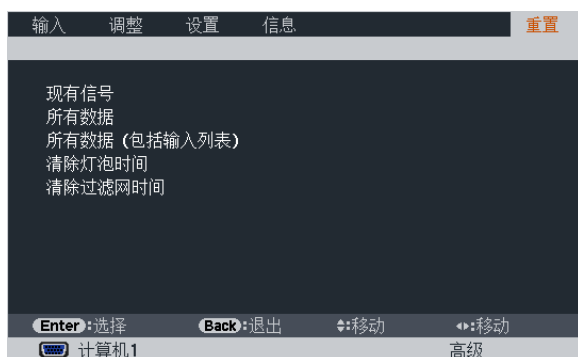 输入 调整 设置 信息 重置
现有信号
所有数据
所有数据 (包括输入列表)
清除灯泡时间
清除过滤网时间
Enter:选择 Back:退出 :移动 :移动
计算机1 高级